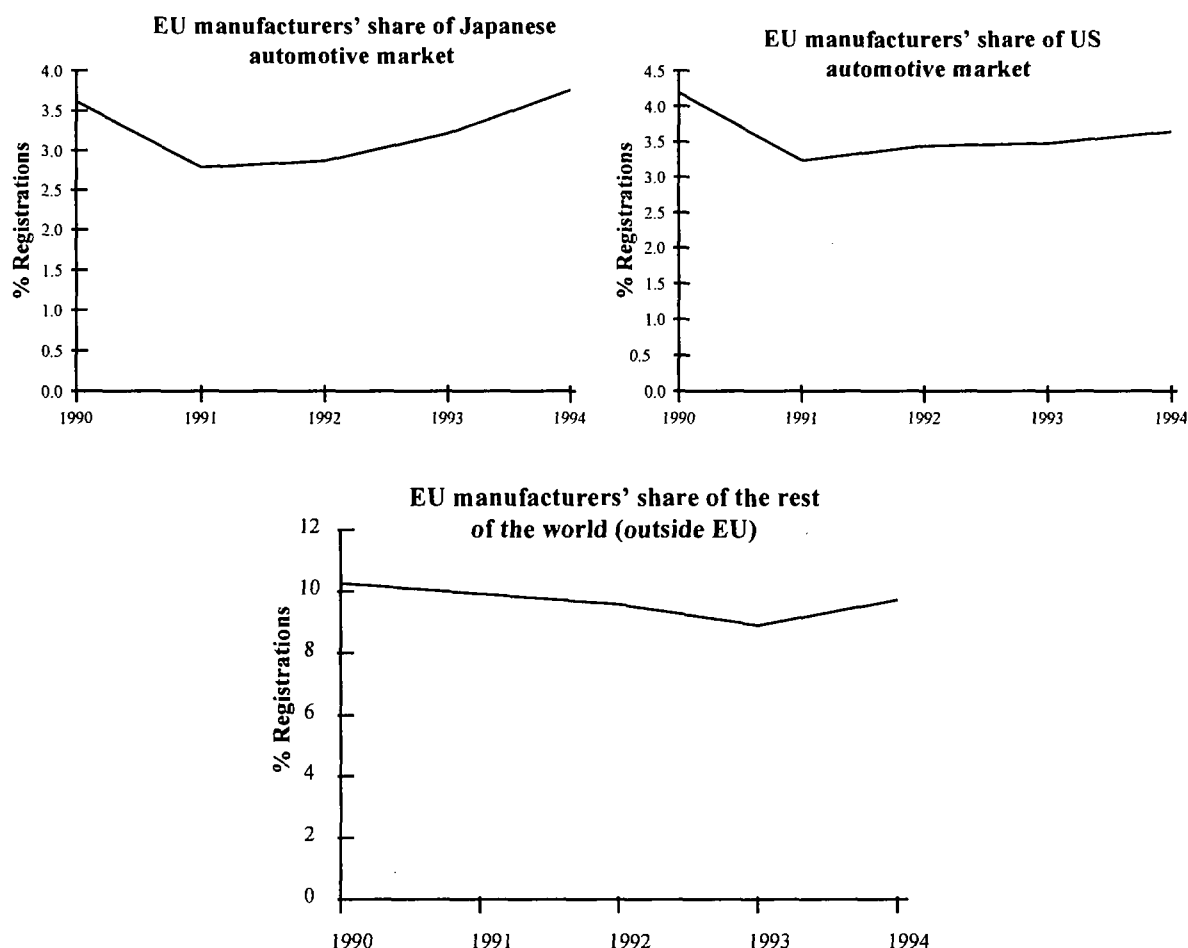 EU manufacturers' share of Japanese
automotive market
% Registrations
4.0
3.5
3.0
2.5
2.0
1.5
1.0
0.5
0.0
1990 1991 1992 1993 1994
EU manufacturers' share of US
automotive market
% Registrations
4.5
4.0
3.5
3.0
2.5
2.0
1.5
1.0
0.5
0.0
1990 1991 1992 1993 1994
EU manufacturers' share of the rest
of the world (outside EU)
% Registrations
12
10
8
6
4
2
0
1990 1991 1992 1993 1994